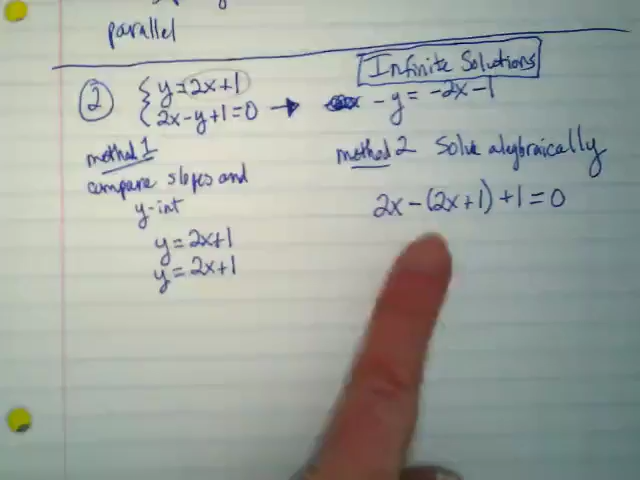 parallel
Infinite Solutions
② { y = 2x + 1
{ 2x - y + 1 = 0 → - y = -2x - 1
method 1
compare slopes and
y-int
y = 2x+1
y = 2x+1
method 2 Solve algebraically
2x - (2x + 1) + 1 = 0